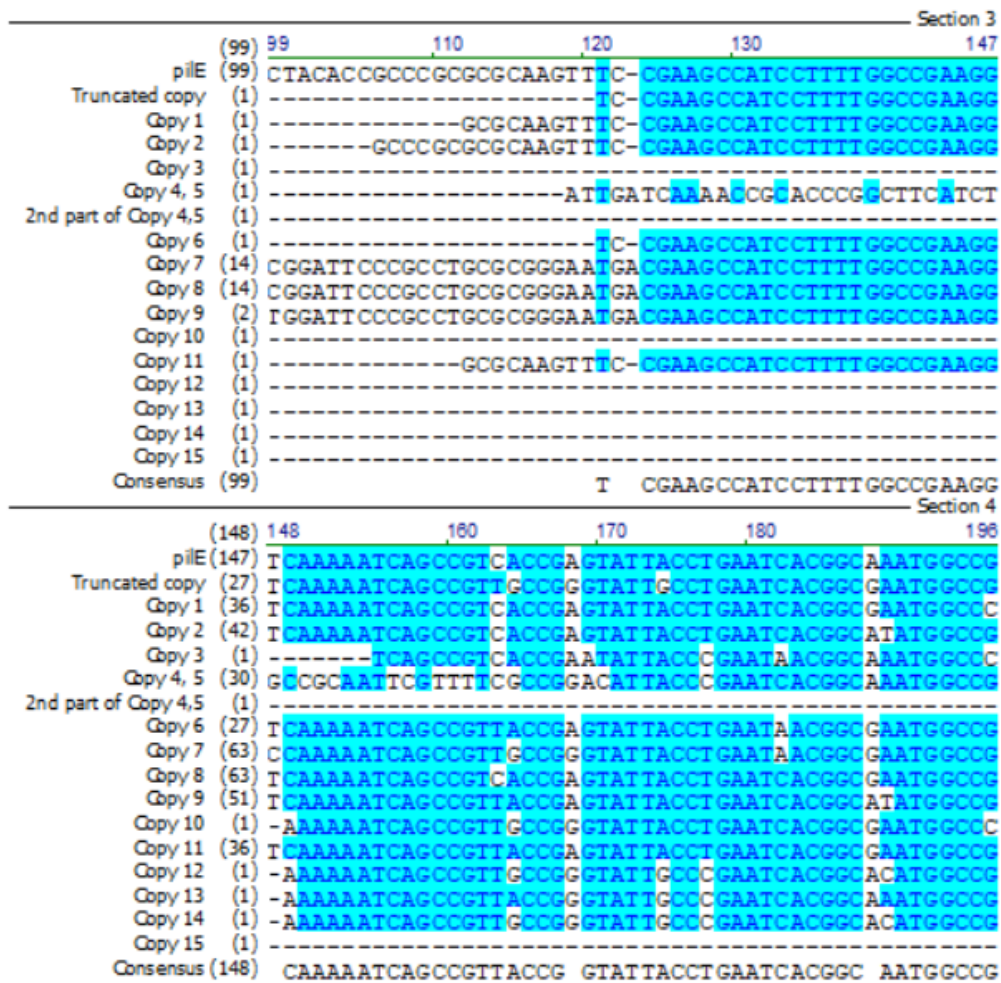 Section 3
(99) 99 110 120 130 147
pilE (99) CTACACCGCCCGCGCGCAAGTTTC-CGAAGCCATCCTTTTGGCCGAAGG
Truncated copy (1) ----------------------TC-CGAAGCCATCCTTTTGGCCGAAGG
Copy 1 (1) -------------GCGCAAGTTTC-CGAAGCCATCCTTTTGGCCGAAGG
Copy 2 (1) -------GCCCGCGCGCAAGTTTC-CGAAGCCATCCTTTTGGCCGAAGG
Copy 3 (1) -------------------------------------------------
Copy 4, 5 (1) --------------------ATTGATCAAAACCGCACCCGGCTTCATCT
2nd part of Copy 4,5 (1) -------------------------------------------------
Copy 6 (1) ----------------------TC-CGAAGCCATCCTTTTGGCCGAAGG
Copy 7 (14) CGGATTCCCGCCTGCGCGGGAATGACGAAGCCATCCTTTTGGCCGAAGG
Copy 8 (14) CGGATTCCCGCCTGCGCGGGAATGACGAAGCCATCCTTTTGGCCGAAGG
Copy 9 (2) TGGATTCCCGCCTGCGCGGGAATGACGAAGCCATCCTTTTGGCCGAAGG
Copy 10 (1) -------------------------------------------------
Copy 11 (1) -------------GCGCAAGTTTC-CGAAGCCATCCTTTTGGCCGAAGG
Copy 12 (1) -------------------------------------------------
Copy 13 (1) -------------------------------------------------
Copy 14 (1) -------------------------------------------------
Copy 15 (1) -------------------------------------------------
Consensus (99) T CGAAGCCATCCTTTTGGCCGAAGG
Section 4
(148) 148 160 170 180 196
pilE (147) TCAAAAATCAGCCGTCACCGAGTATTACCTGAATCACGGCAAATGGCCG
Truncated copy (27) TCAAAAATCAGCCGTTGCCGGGTATTGCCTGAATCACGGCGAATGGCCG
Copy 1 (36) TCAAAAATCAGCCGTCACCGAGTATTACCTGAATCACGGCGAATGGCCC
Copy 2 (42) TCAAAAATCAGCCGTCACCGAGTATTACCTGAATCACGGCATATGGCCG
Copy 3 (1) -------TCAGCCGTCACCGAATATTACCCGAATAACGGCAAATGGCCC
Copy 4, 5 (30) GCCGCAATTCGTTTTCGCCGGACATTACCCGAATCACGGCAAATGGCCG
2nd part of Copy 4,5 (1) -------------------------------------------------
Copy 6 (27) TCAAAAATCAGCCGTTACCGAGTATTACCTGAATAACGGCGAATGGCCG
Copy 7 (63) CCAAAAATCAGCCGTTGCCGGGTATTACCTGAATAACGGCGAATGGCCG
Copy 8 (63) TCAAAAATCAGCCGTCACCGAGTATTACCTGAATCACGGCGAATGGCCG
Copy 9 (51) TCAAAAATCAGCCGTTACCGAGTATTACCTGAATCACGGCATATGGCCG
Copy 10 (1) -AAAAAATCAGCCGTTGCCGGGTATTACCTGAATCACGGCGAATGGCCC
Copy 11 (36) TCAAAAATCAGCCGTTACCGAGTATTACCTGAATCACGGCGAATGGCCG
Copy 12 (1) -AAAAAATCAGCCGTTGCCGGGTATTGCCCGAATCACGGCACATGGCCG
Copy 13 (1) -AAAAAATCAGCCGTTACCGGGTATTGCCCGAATCACGGCAAATGGCCG
Copy 14 (1) -AAAAAATCAGCCGTTGCCGGGTATTGCCCGAATCACGGCACATGGCCG
Copy 15 (1) -------------------------------------------------
Consensus (148) CAAAAATCAGCCGTTACCG GTATTACCTGAATCACGGC AATGGCCG